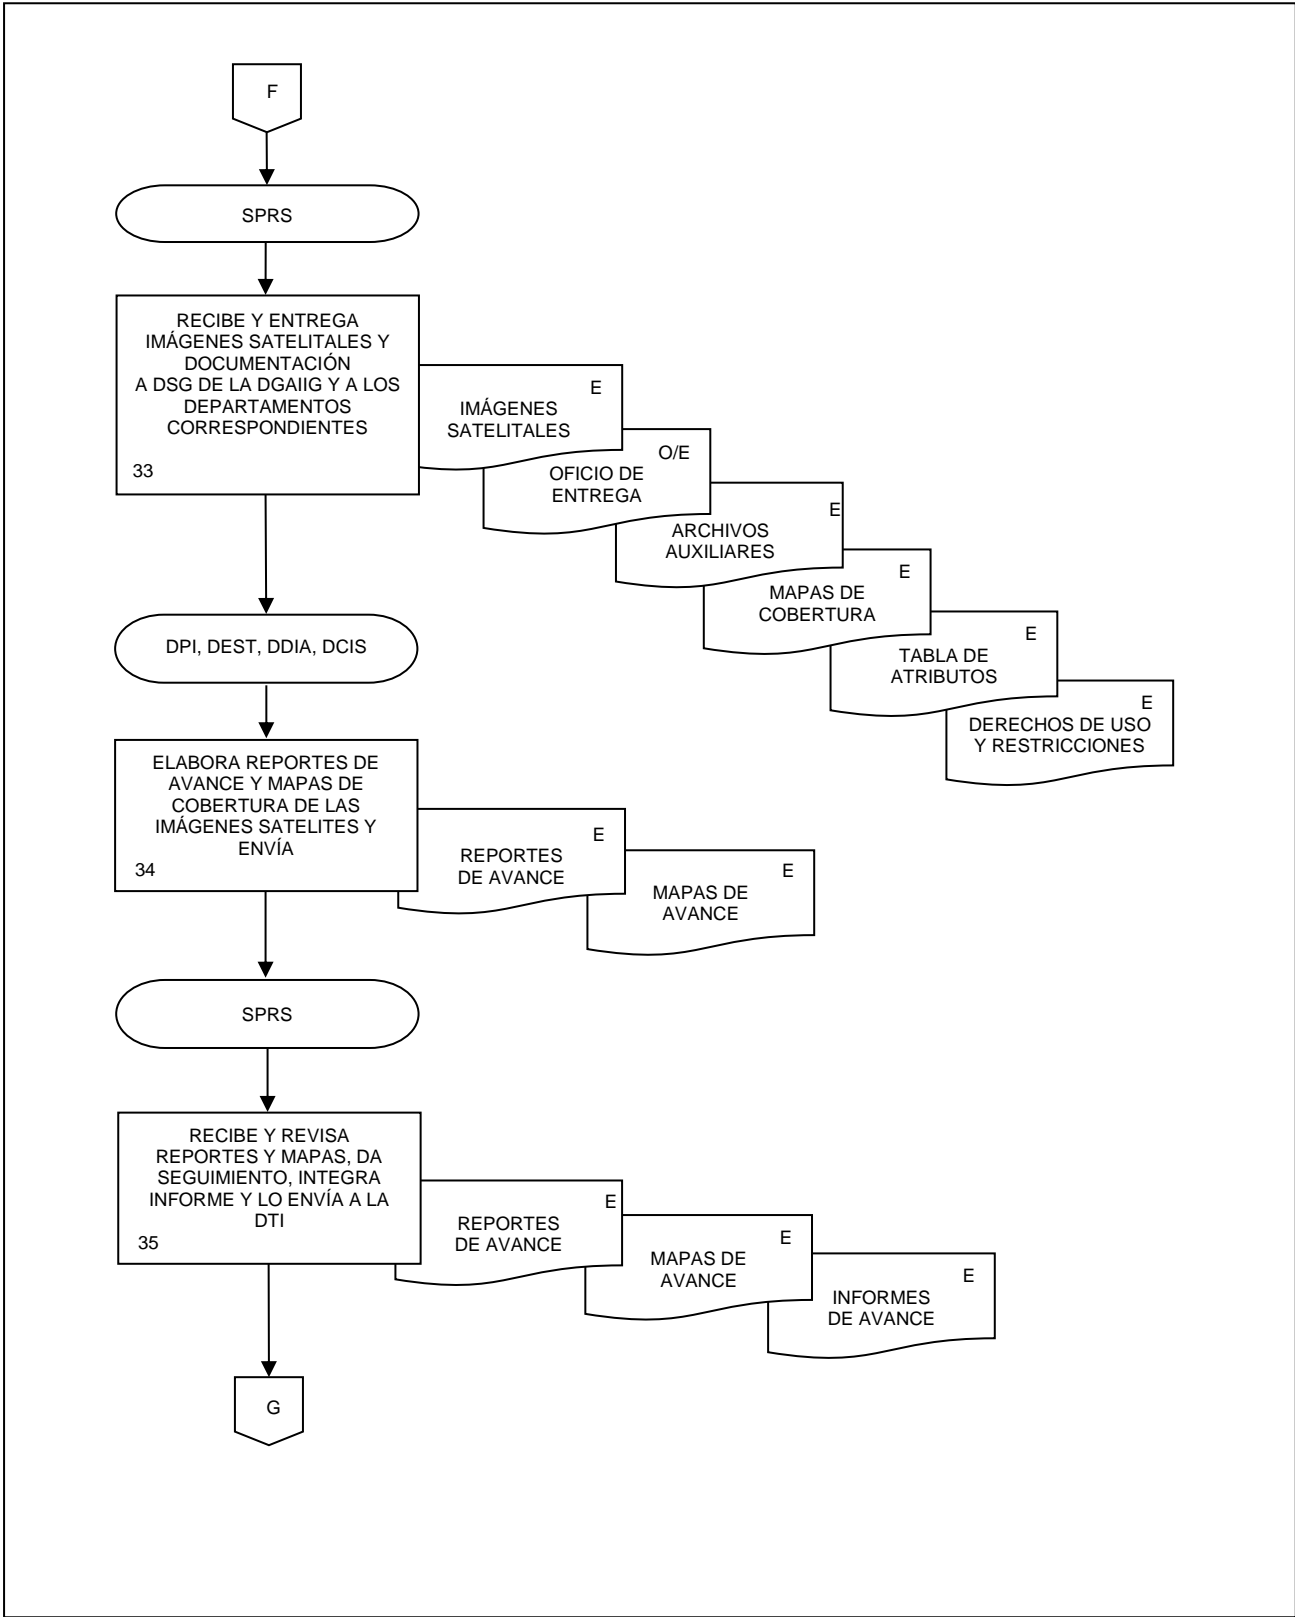 F
SPRS
RECIBE Y ENTREGA
IMÁGENES SATELITALES Y
DOCUMENTACIÓN
A DSG DE LA DGAIIG Y A LOS
DEPARTAMENTOS
CORRESPONDIENTES
33
E
IMÁGENES
SATELITALES
O/E
OFICIO DE
ENTREGA
E
ARCHIVOS
AUXILIARES
E
MAPAS DE
COBERTURA
E
TABLA DE
ATRIBUTOS
E
DERECHOS DE USO
Y RESTRICCIONES
DPI, DEST, DDIA, DCIS
ELABORA REPORTES DE
AVANCE Y MAPAS DE
COBERTURA DE LAS
IMÁGENES SATELITES Y
ENVÍA
34
E
REPORTES
DE AVANCE
E
MAPAS DE
AVANCE
SPRS
RECIBE Y REVISA
REPORTES Y MAPAS, DA
SEGUIMIENTO, INTEGRA
INFORME Y LO ENVÍA A LA
DTI
35
E
REPORTES
DE AVANCE
E
MAPAS DE
AVANCE
E
INFORMES
DE AVANCE
G